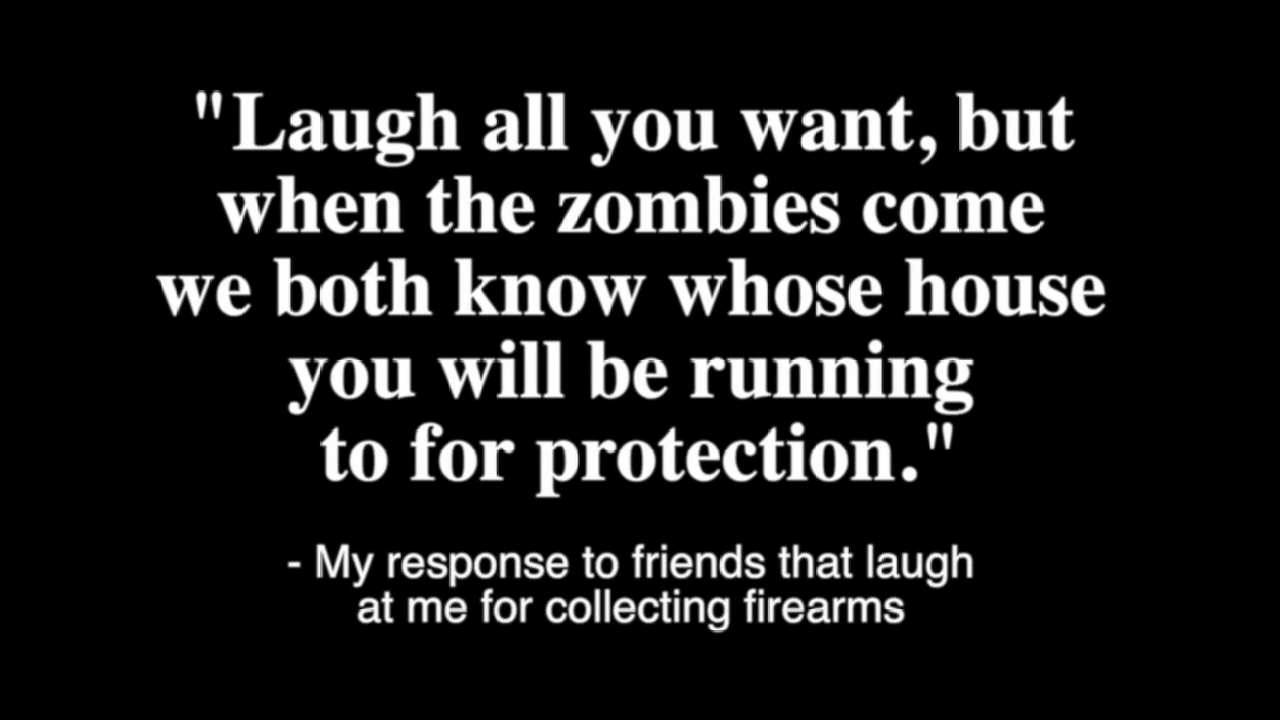 "Laugh all you want, but
when the zombies come
we both know whose house
you will be running
to for protection."
- My response to friends that laugh
at me for collecting firearms